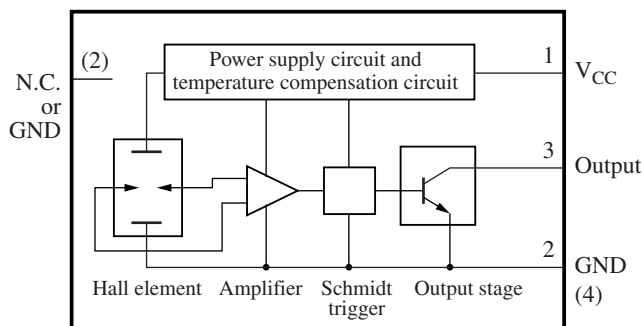 Power supply circuit and
temperature compensation circuit
(2)
N.C.
or
GND
1
VCC
3
Output
2
GND
(4)
Hall element
Amplifier
Schmidt
trigger
Output stage